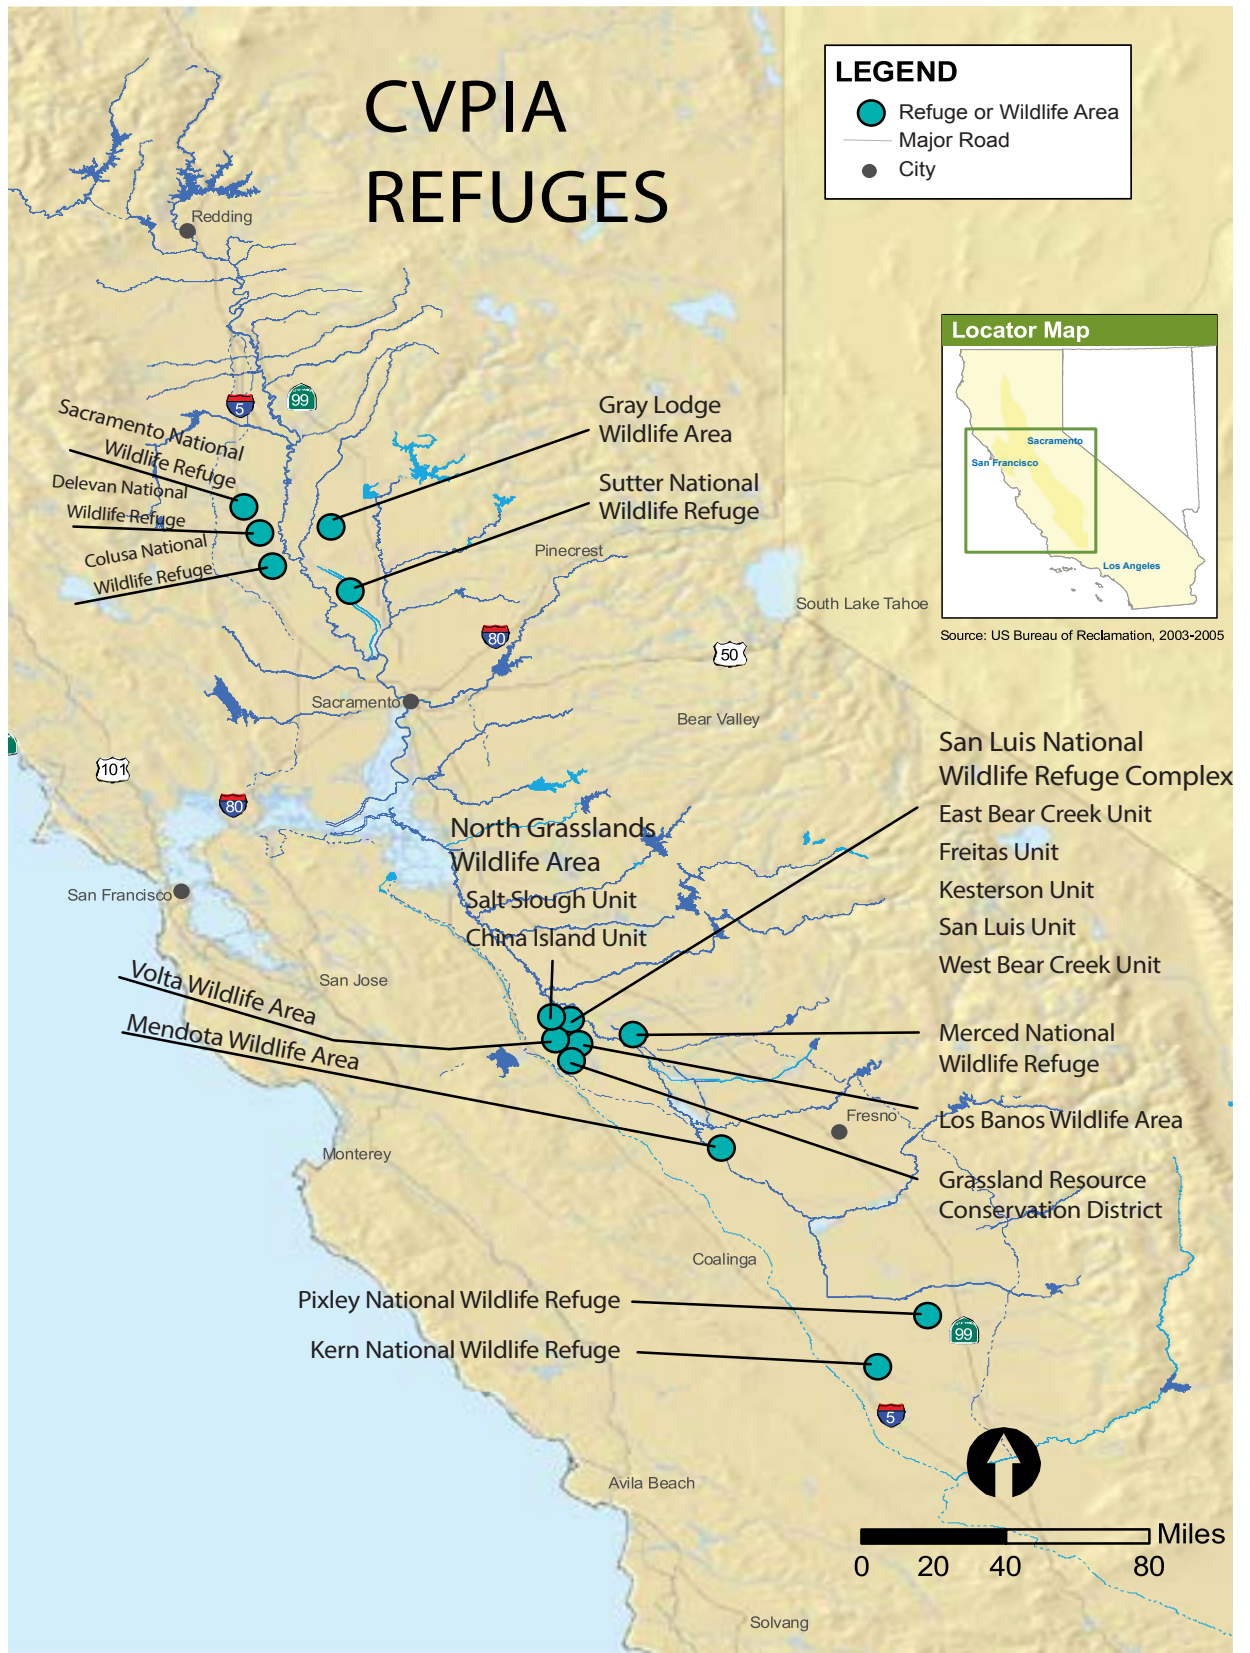 CVPIA
REFUGES
LEGEND
Refuge or Wildlife Area
Major Road
City
Redding
Locator Map
Sacramento
San Francisco
Los Angeles
Source: US Bureau of Reclamation, 2003-2005
5
99
Sacramento National
Wildlife Refuge
Delevan National
Wildlife Refuge
Colusa National
Wildlife Refuge
Gray Lodge
Wildlife Area
Sutter National
Wildlife Refuge
Pinecrest
South Lake Tahoe
80
50
Sacramento
Bear Valley
101
80
San Luis National
Wildlife Refuge Complex
East Bear Creek Unit
Freitas Unit
Kesterson Unit
San Luis Unit
West Bear Creek Unit
North Grasslands
Wildlife Area
Salt Slough Unit
China Island Unit
San Francisco
San Jose
Volta Wildlife Area
Mendota Wildlife Area
Merced National
Wildlife Refuge
Fresno
Los Banos Wildlife Area
Monterey
Grassland Resource
Conservation District
Coalinga
Pixley National Wildlife Refuge
99
Kern National Wildlife Refuge
5
Avila Beach
Miles
0 20 40 80
Solvang